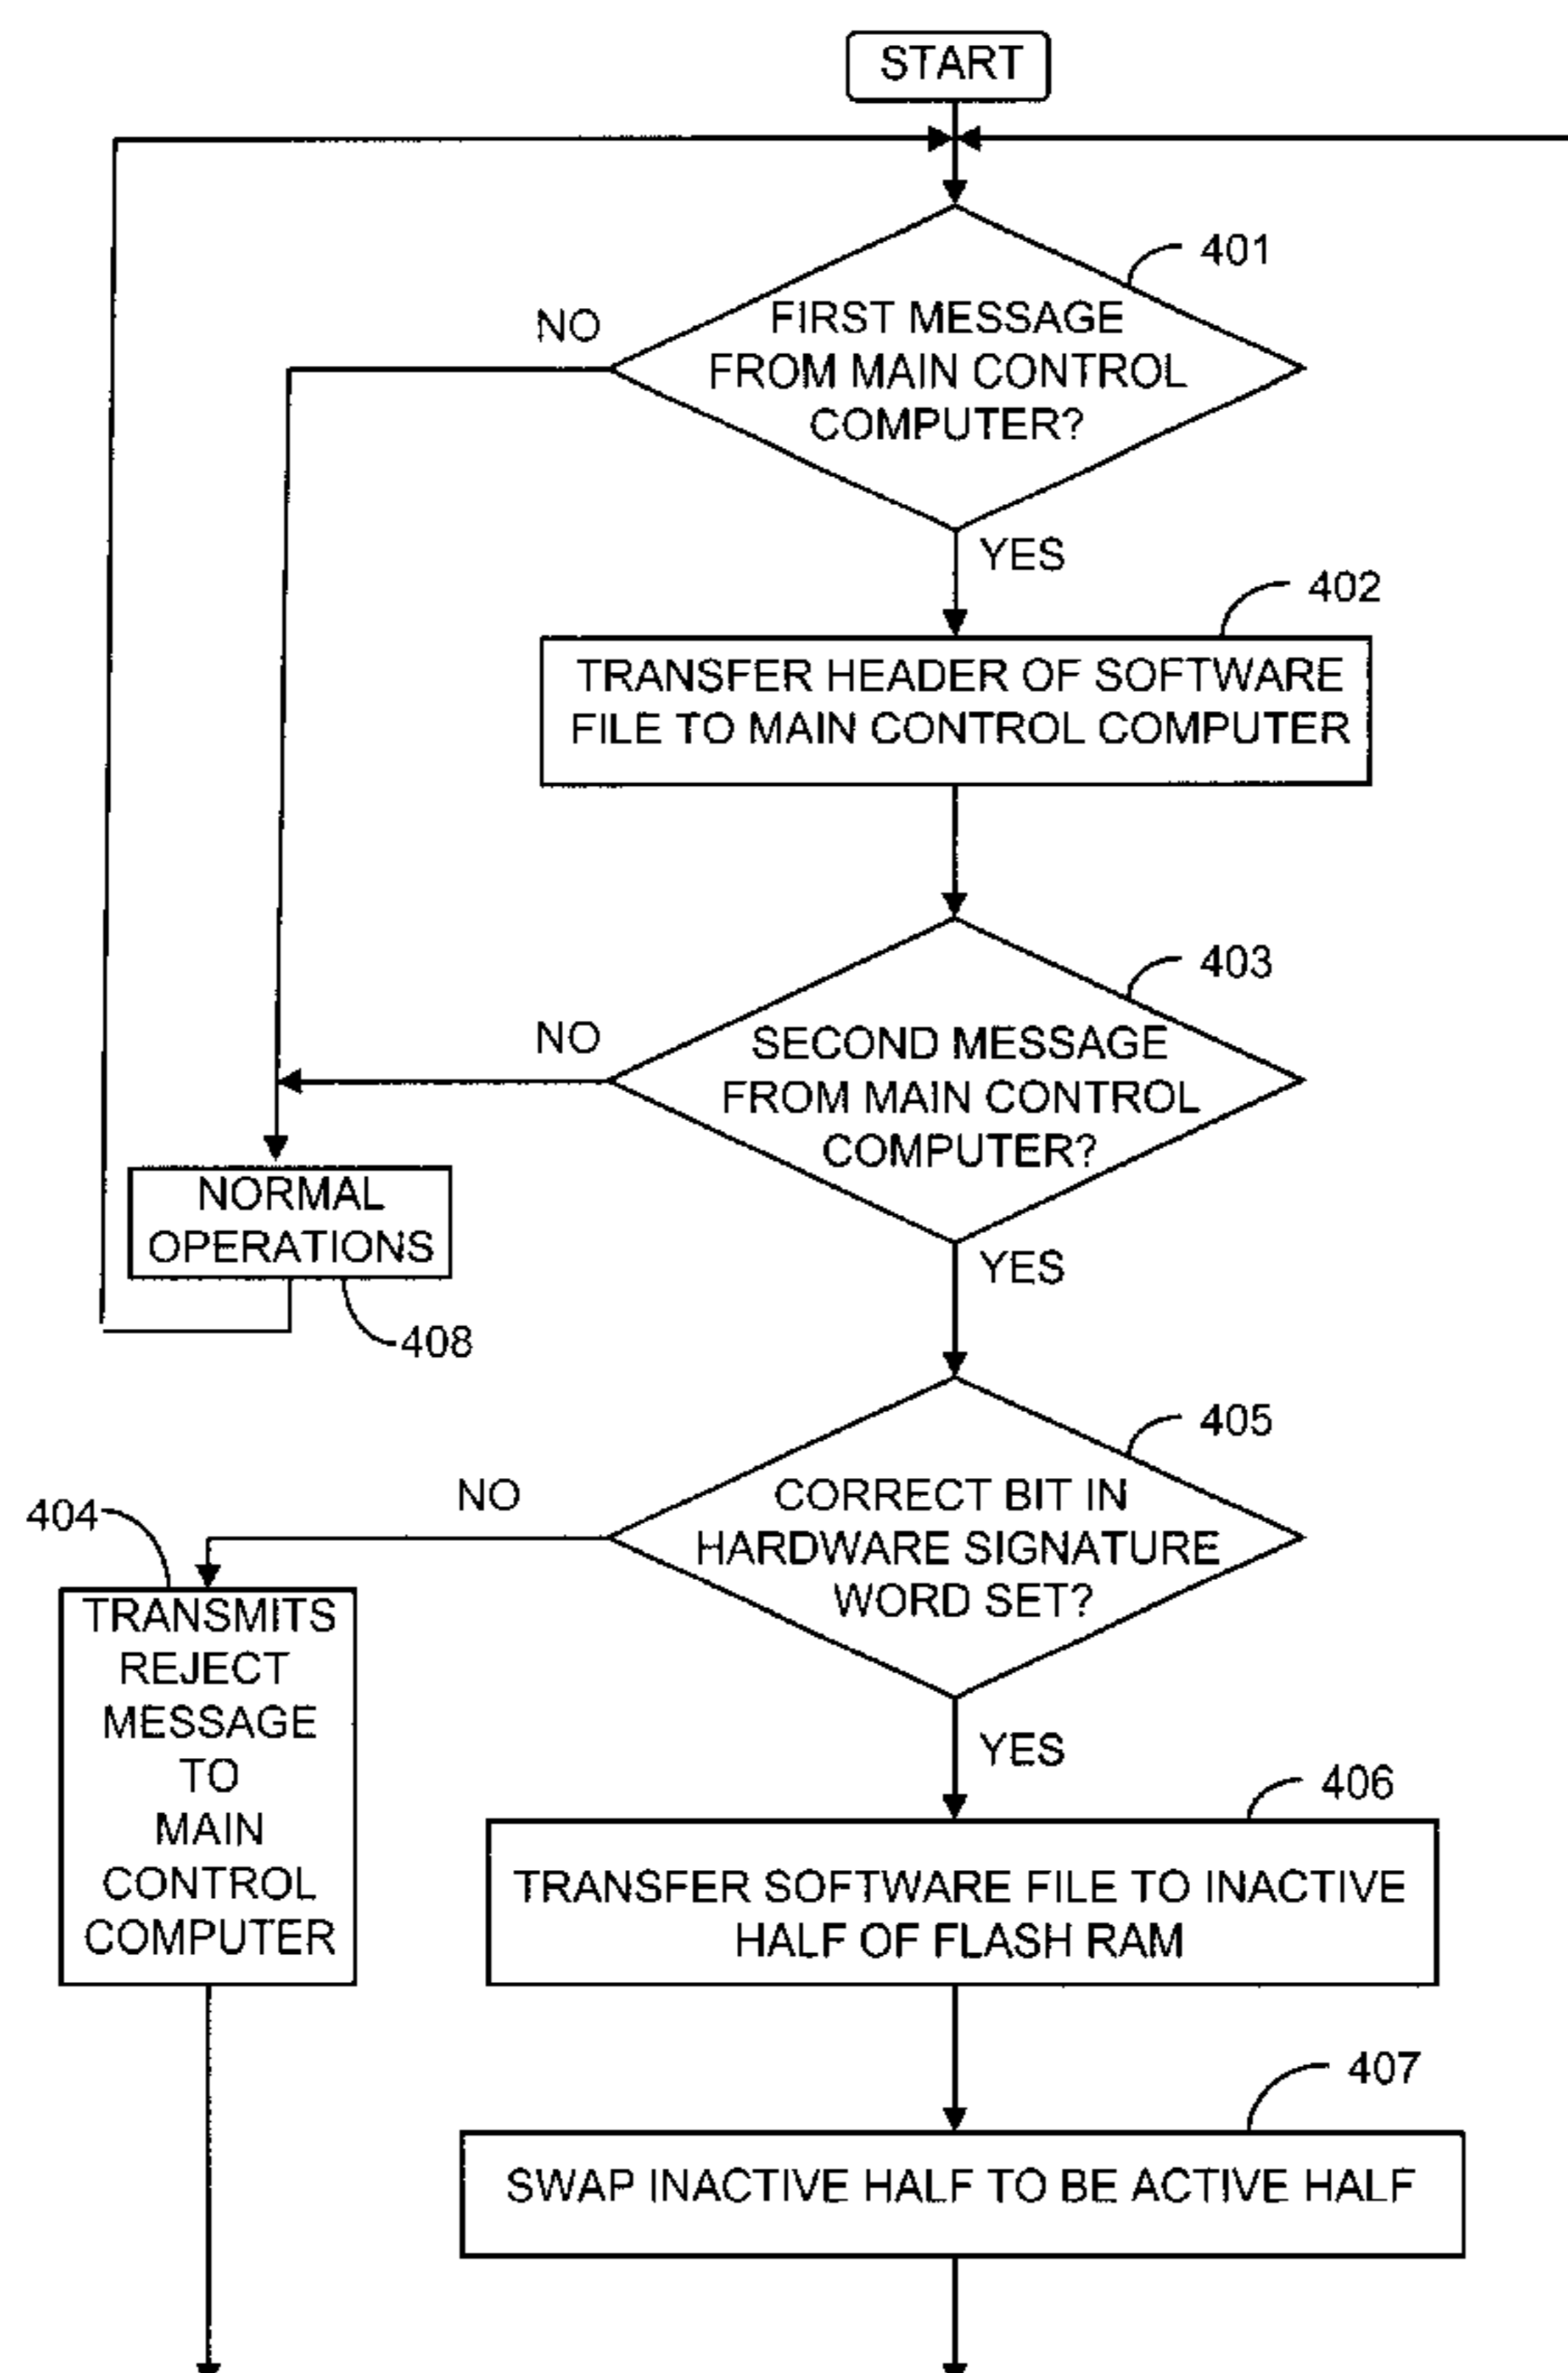 START
401
NO
FIRST MESSAGE
FROM MAIN CONTROL
COMPUTER?
YES
402
TRANSFER HEADER OF SOFTWARE
FILE TO MAIN CONTROL COMPUTER
403
NO
SECOND MESSAGE
FROM MAIN CONTROL
COMPUTER?
NORMAL
OPERATIONS
YES
408
405
NO
CORRECT BIT IN
HARDWARE SIGNATURE
WORD SET?
404
TRANSMITS
REJECT
MESSAGE
TO
MAIN
CONTROL
COMPUTER
YES
406
TRANSFER SOFTWARE FILE TO INACTIVE
HALF OF FLASH RAM
407
SWAP INACTIVE HALF TO BE ACTIVE HALF